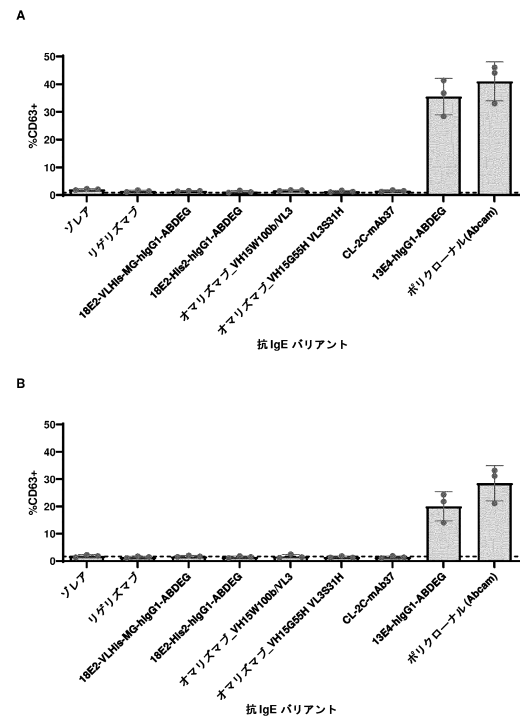 A
%CD63+
50
40
30
20
10
0
ゾレア
リゲリズマブ
18E2-VLHis-MG-hIgG1-ABDEG
18E2-His2-hIgG1-ABDEG
オマリズマブ_VH15W100b/VL3
オマリズマブ_VH15G55H VL3S31H
CL-2C-mAb37
13E4-hIgG1-ABDEG
ポリクローナル(Abcam)
抗 IgE バリアント
B
%CD63+
50
40
30
20
10
0
ゾレア
リゲリズマブ
18E2-VLHis-MG-hIgG1-ABDEG
18E2-His2-hIgG1-ABDEG
オマリズマブ_VH15W100b/VL3
オマリズマブ_VH15G55H VL3S31H
CL-2C-mAb37
13E4-hIgG1-ABDEG
ポリクローナル(Abcam)
抗 IgE バリアント